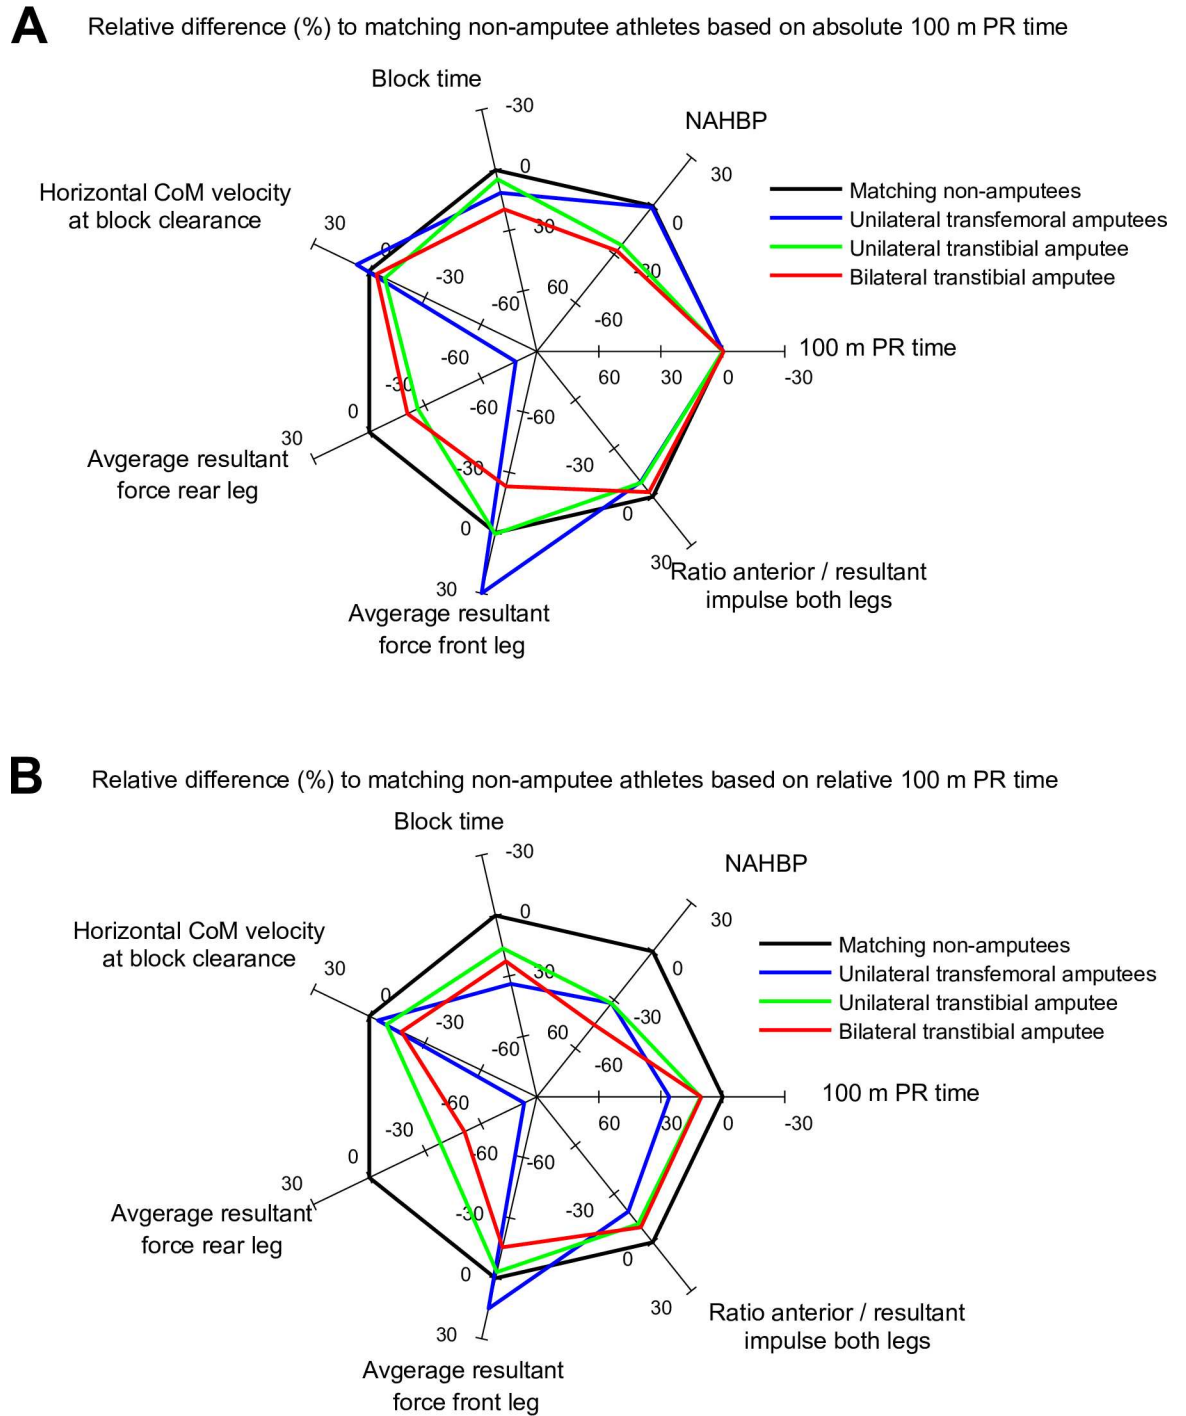 A
Relative difference (%) to matching non-amputee athletes based on absolute 100 m PR time
Block time
-30
NAHBP
0
30
Horizontal CoM velocity
at block clearance
Matching non-amputees
Unilateral transfemoral amputees
Unilateral transtibial amputee
Bilateral transtibial amputee
30
0
30
0
-30
-30
60
-60
-60
100 m PR time
-60
60
30
0
-30
-30
0
-60
-60
30
Avgerage resultant
force rear leg
-30
-30
0
0
30
30
Ratio anterior / resultant
impulse both legs
Avgerage resultant
force front leg
B
Relative difference (%) to matching non-amputee athletes based on relative 100 m PR time
Block time
-30
NAHBP
0
30
Horizontal CoM velocity
at block clearance
Matching non-amputees
Unilateral transfemoral amputees
Unilateral transtibial amputee
Bilateral transtibial amputee
30
0
30
0
-30
-30
60
-60
-60
100 m PR time
-60
60
30
0
-30
-30
0
-60
-60
30
Avgerage resultant
force rear leg
-30
-30
0
0
30
30
Ratio anterior / resultant
impulse both legs
Avgerage resultant
force front leg